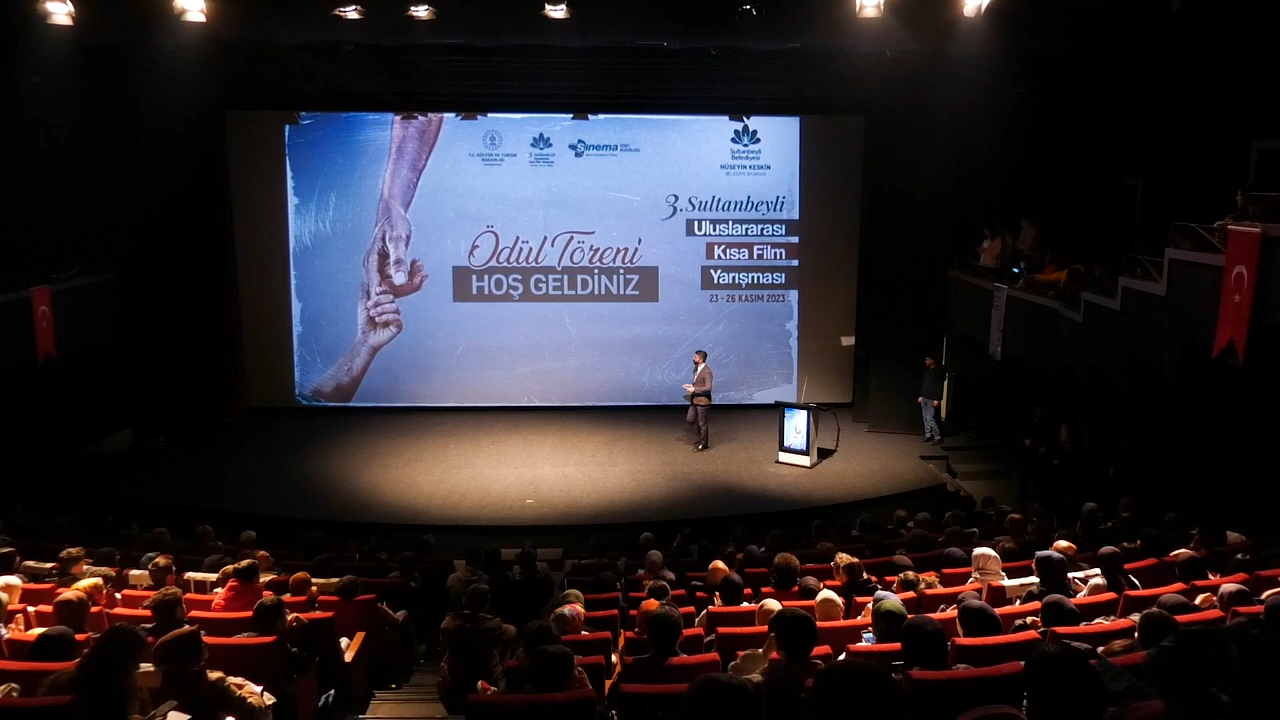 T.C. KÜLTÜR VE TURİZM
BAKANLIĞI
Sinema
Sultanbeyli
Belediyesi
HÜSEYİN KESKİN
BELEDİYE BAŞKANI
3. Sultanbeyli
Uluslararası
Kısa Film
Yarışması
23 - 26 KASIM 2023
Ödül Töreni
HOŞ GELDİNİZ